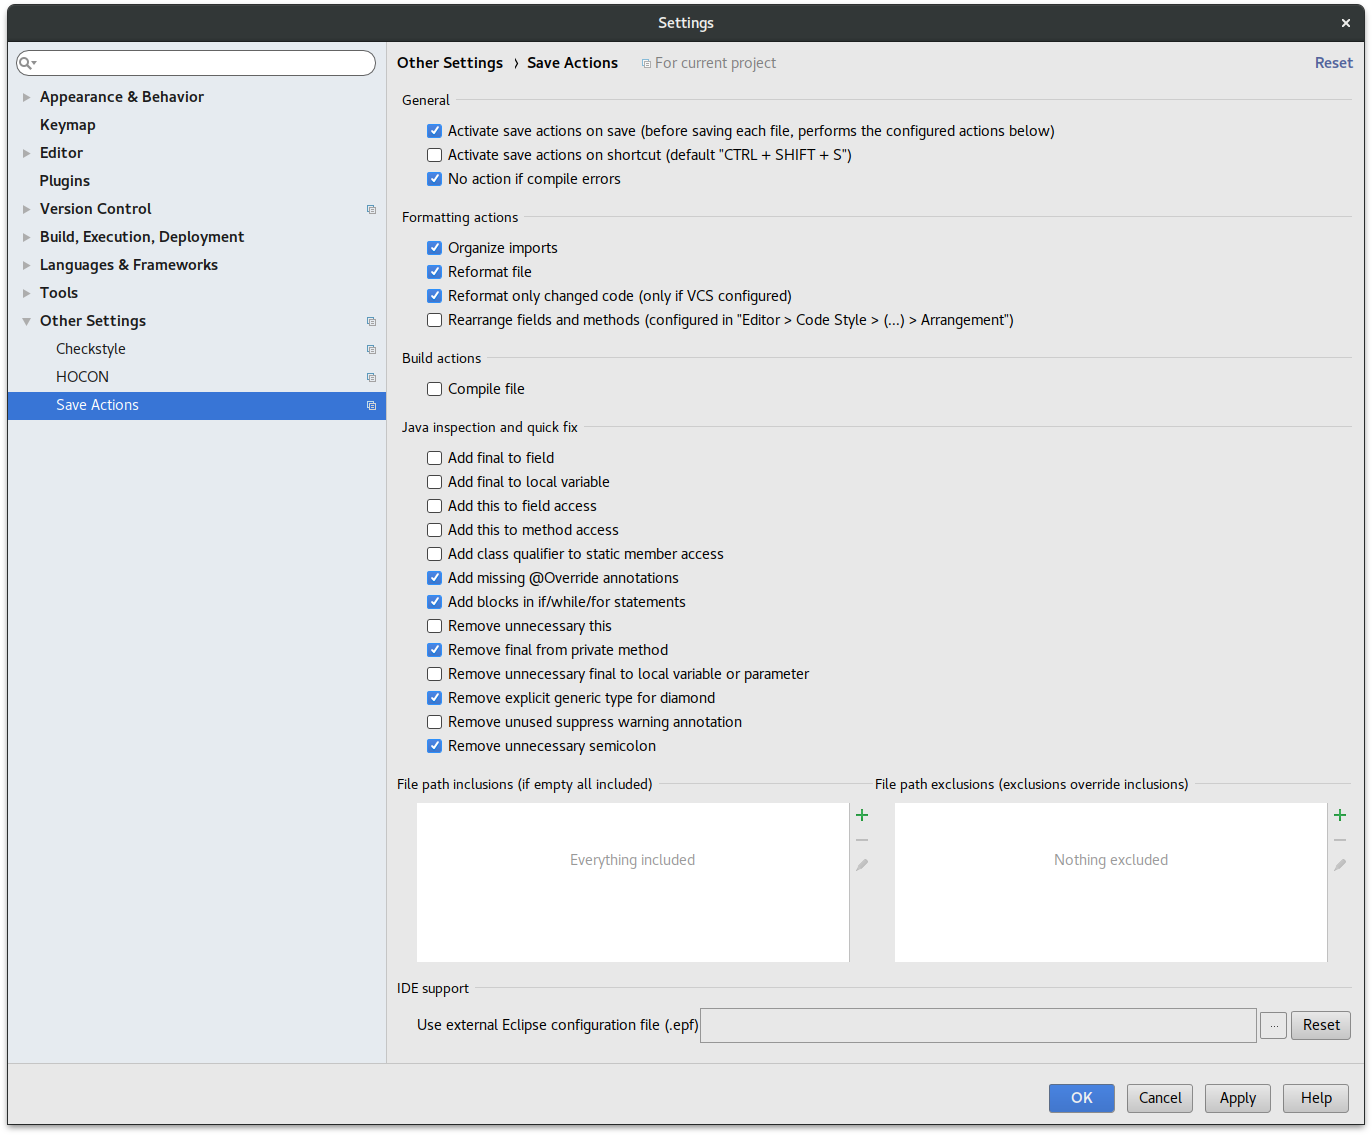 Settings
Other Settings › Save Actions For current project Reset
Appearance & Behavior
Keymap
Editor
Plugins
Version Control
Build, Execution, Deployment
Languages & Frameworks
Tools
Other Settings
Checkstyle
HOCON
Save Actions
General
Activate save actions on save (before saving each file, performs the configured actions below)
Activate save actions on shortcut (default "CTRL + SHIFT + S")
No action if compile errors
Formatting actions
Organize imports
Reformat file
Reformat only changed code (only if VCS configured)
Rearrange fields and methods (configured in "Editor > Code Style > (...) > Arrangement")
Build actions
Compile file
Java inspection and quick fix
Add final to field
Add final to local variable
Add this to field access
Add this to method access
Add class qualifier to static member access
Add missing @Override annotations
Add blocks in if/while/for statements
Remove unnecessary this
Remove final from private method
Remove unnecessary final to local variable or parameter
Remove explicit generic type for diamond
Remove unused suppress warning annotation
Remove unnecessary semicolon
File path inclusions (if empty all included)
Everything included
File path exclusions (exclusions override inclusions)
Nothing excluded
IDE support
Use external Eclipse configuration file (.epf) ... Reset
OK Cancel Apply Help